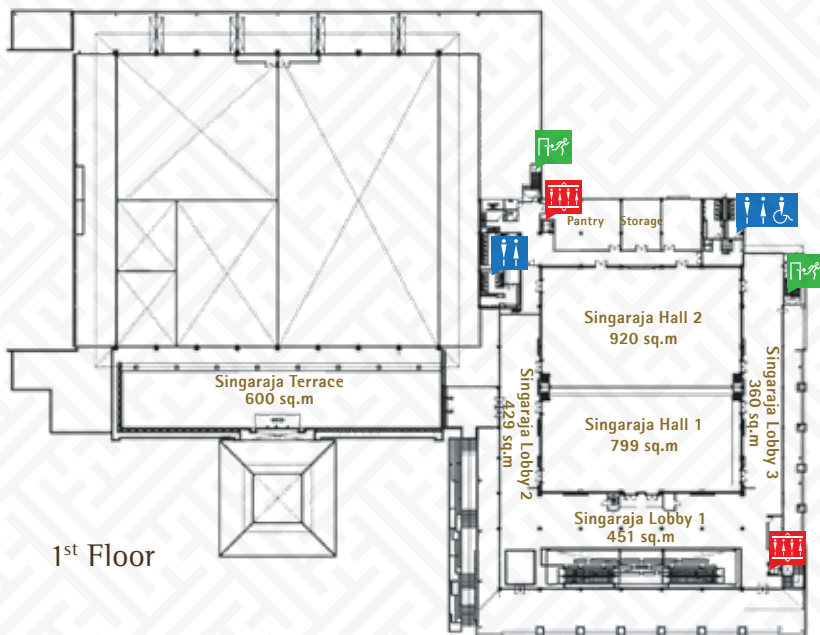 Pantry
Storage
Singaraja Hall 2
920 sq.m
Singaraja Terrace
600 sq.m
Singaraja Lobby 2
429 sq.m
Singaraja Lobby 3
360 sq.m
Singaraja Hall 1
799 sq.m
Singaraja Lobby 1
451 sq.m
1st Floor